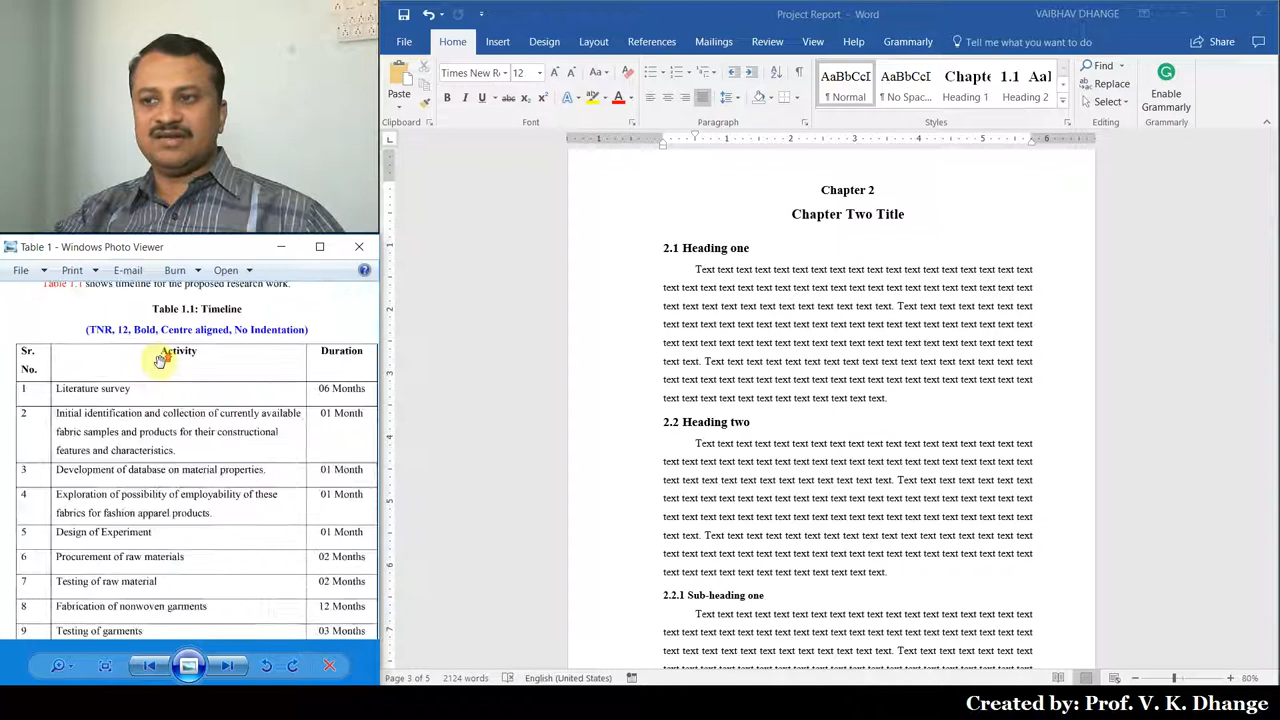 Project Report - Word
VAIBHAV DHANGE
File Home Insert Design Layout References Mailings Review View Help Grammarly Tell me what you want to do Share
Paste
Times New R 12 Aa
B I U abc x₂ x² A ab A
AaBbCcI AaBbCcI Chapte 1.1 Aal
¶ Normal ¶ No Spac... Heading 1 Heading 2
Find
Replace
Select
Enable
Grammarly
Clipboard Font Paragraph Styles Editing Grammarly
1 1 2 3 4 5 6
Table 1 - Windows Photo Viewer
File Print E-mail Burn Open
Table 1.1 shows timeline for the proposed research work.
Table 1.1: Timeline
(TNR, 12, Bold, Centre aligned, No Indentation)
Sr. No. Activity Duration
1 Literature survey 06 Months
2 Initial identification and collection of currently available 01 Month
fabric samples and products for their constructional
features and characteristics.
3 Development of database on material properties. 01 Month
4 Exploration of possibility of employability of these 01 Month
fabrics for fashion apparel products.
5 Design of Experiment 01 Month
6 Procurement of raw materials 02 Months
7 Testing of raw material 02 Months
8 Fabrication of nonwoven garments 12 Months
9 Testing of garments 03 Months
Chapter 2
Chapter Two Title
2.1 Heading one
Text text text text text text text text text text text text text text text text text text
text text text text text text text text text text text text text text text text text text text text
text text text text text text text text text text text text. Text text text text text text text
text text text text text text text text text text text text text text text text text text text text
text text text text text text text text text text text text text text text text text text text text
text text. Text text text text text text text text text text text text text text text text text text
text text text text text text text text text text text text text text text text text text text text
text text text text text text text text text text text text.
2.2 Heading two
Text text text text text text text text text text text text text text text text text text
text text text text text text text text text text text text text text text text text text text text
text text text text text text text text text text text text. Text text text text text text text
text text text text text text text text text text text text text text text text text text text text
text text text text text text text text text text text text text text text text text text text text
text text. Text text text text text text text text text text text text text text text text text text
text text text text text text text text text text text text text text text text text text text text
text text text text text text text text text text text text.
2.2.1 Sub-heading one
Text text text text text text text text text text text text text text text text text text
text text text text text text text text text text text text text text text text text text text text
text text text text text text text text text text text text. Text text text text text text text
Page 3 of 5 2124 words English (United States) 80%
Created by: Prof. V. K. Dhange